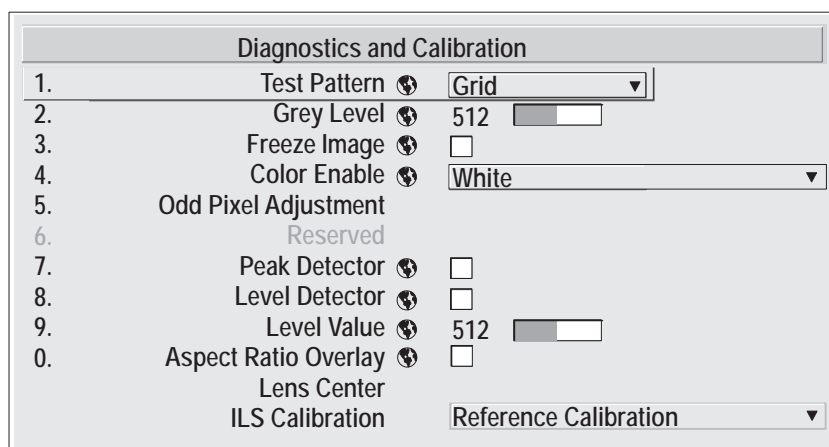 Diagnostics and Calibration
1. Test Pattern Grid
2. Grey Level 512
3. Freeze Image
4. Color Enable White
5. Odd Pixel Adjustment
6. Reserved
7. Peak Detector
8. Level Detector
9. Level Value 512
0. Aspect Ratio Overlay
Lens Center
ILS Calibration Reference Calibration